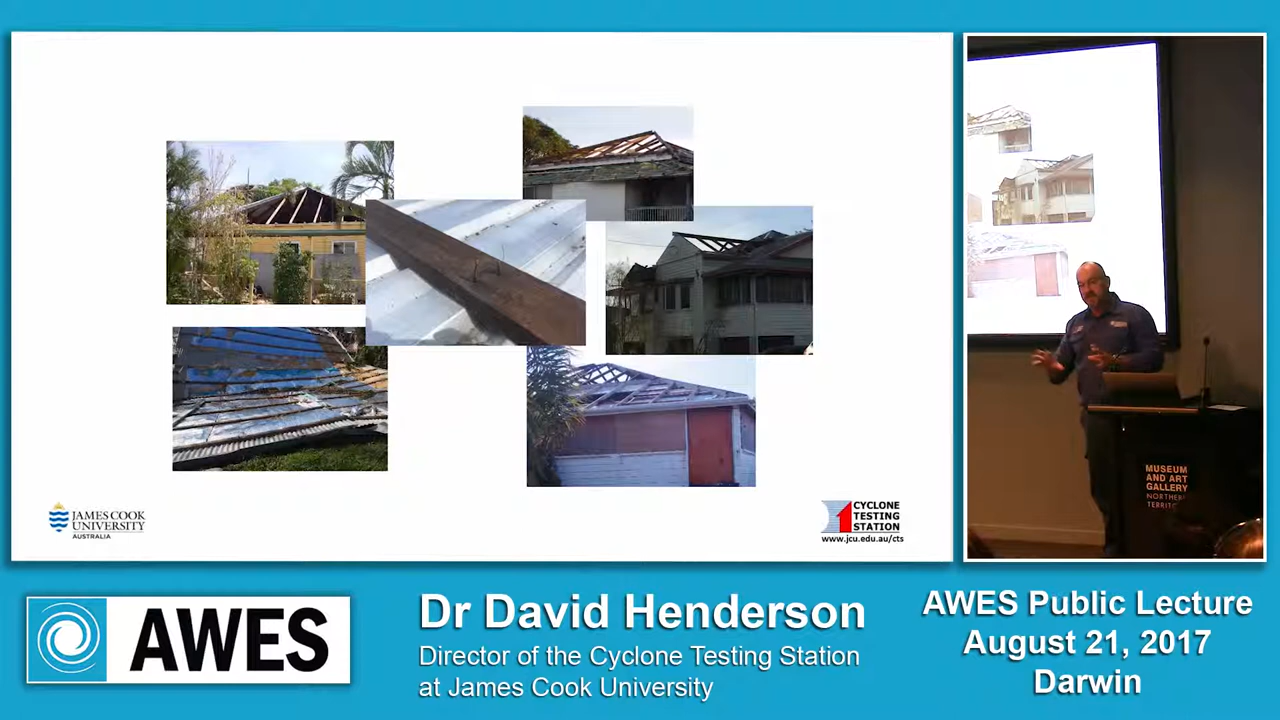 JAMES COOK
UNIVERSITY
AUSTRALIA
CYCLONE
TESTING
STATION
www.jcu.edu.au/cts
MUSEUM
AND ART
GALLERY
NORTHERN
AWES
Dr David Henderson
Director of the Cyclone Testing Station
at James Cook University
AWES Public Lecture
August 21, 2017
Darwin